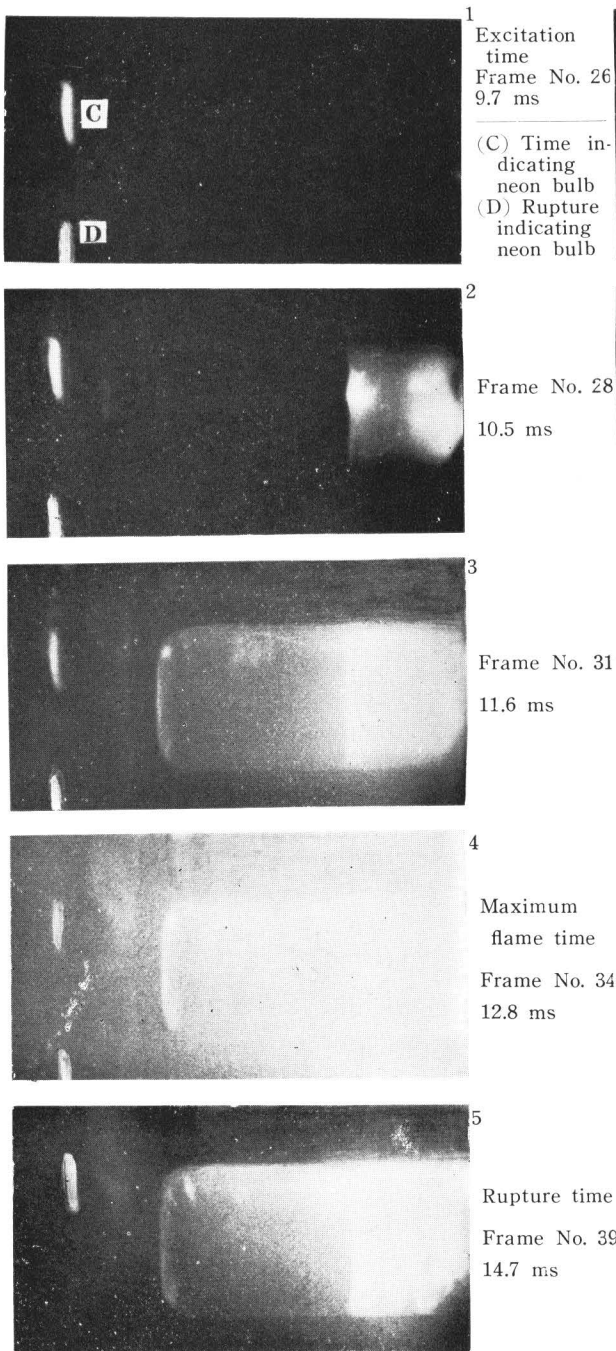 1
Excitation
time
Frame No. 26
9.7 ms
(C) Time in-
dicating
neon bulb
(D) Rupture
indicating
neon bulb
C
D
2
Frame No. 28
10.5 ms
3
Frame No. 31
11.6 ms
4
Maximum
flame time
Frame No. 34
12.8 ms
5
Rupture time
Frame No. 39
14.7 ms